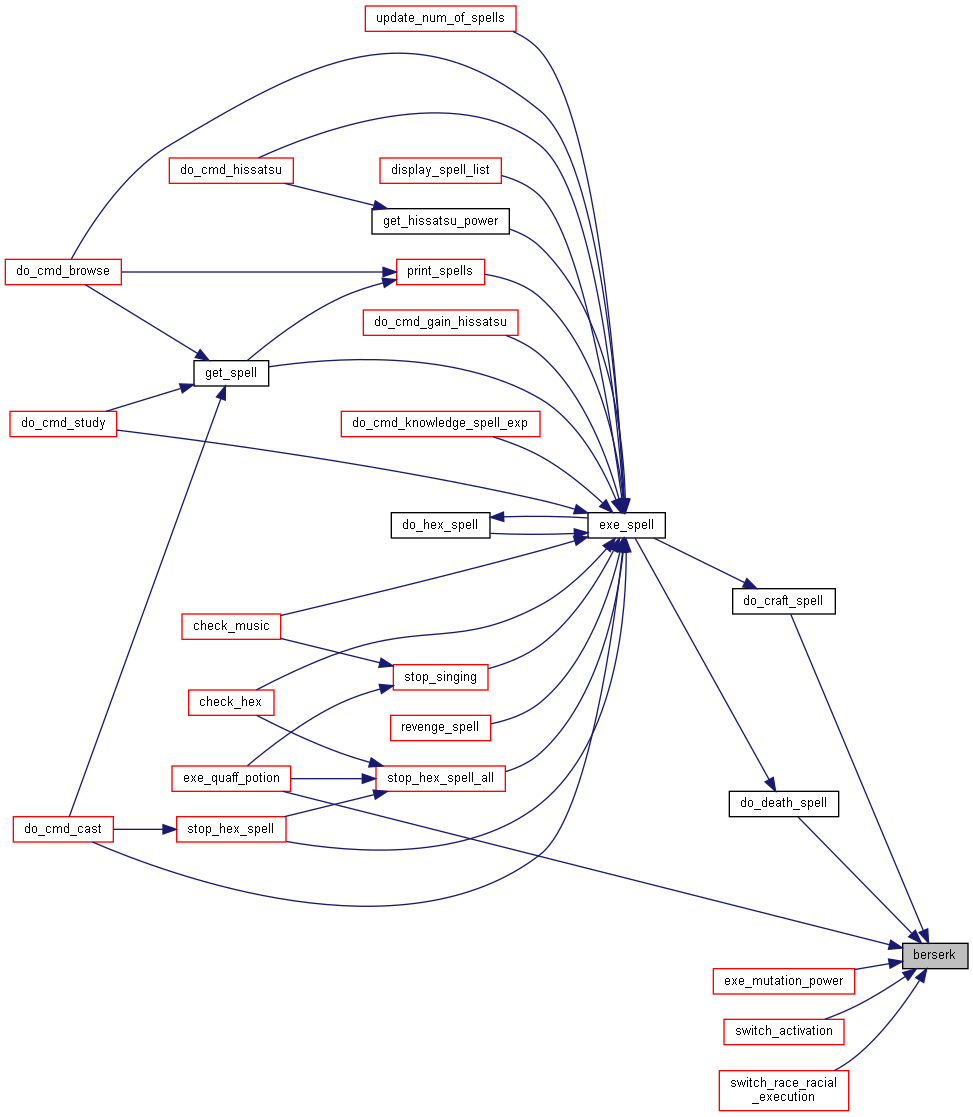 update_num_of_spells
do_cmd_hissatsu
display_spell_list
get_hissatsu_power
do_cmd_browse
print_spells
do_cmd_gain_hissatsu
get_spell
do_cmd_study
do_cmd_knowledge_spell_exp
do_hex_spell
exe_spell
do_craft_spell
check_music
stop_singing
check_hex
revenge_spell
exe_quaff_potion
stop_hex_spell_all
do_death_spell
do_cmd_cast
stop_hex_spell
berserk
exe_mutation_power
switch_activation
switch_race_racial
_execution